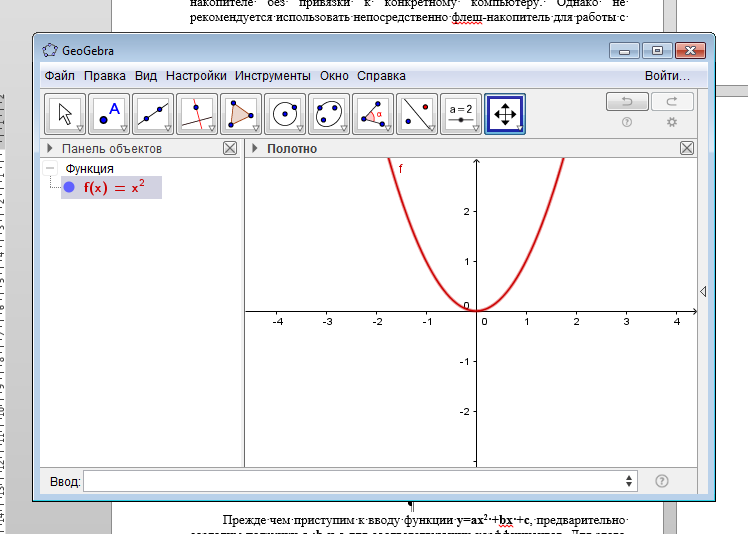 накопителе без привязки к конкретному компьютеру. Однако не
рекомендуется использовать непосредственно флеш-накопитель для работы с
GeoGebra
Файл Правка Вид Настройки Инструменты Окно Справка Войти...
A α a=2
Панель объектов
Полотно
Функция
f(x) = x²
f
2
1
0
-4 -3 -2 -1 0 1 2 3 4
-1
-2
Ввод:
Прежде чем приступим к вводу функции y=ax²+bx+c, предварительно